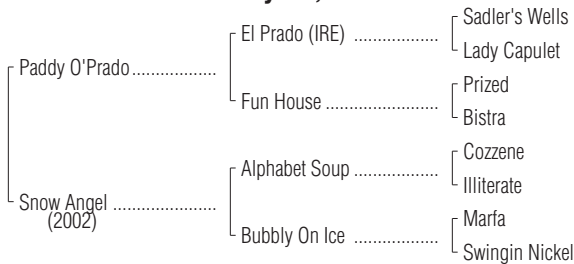 Sadler's Wells
El Prado (IRE) ..................
Lady Capulet
Paddy O'Prado..................
Prized
Fun House ........................
Bistra
Cozzene
Alphabet Soup ..................
Illiterate
Snow Angel ......................
(2002)
Marfa
Bubbly On Ice ..................
Swingin Nickel